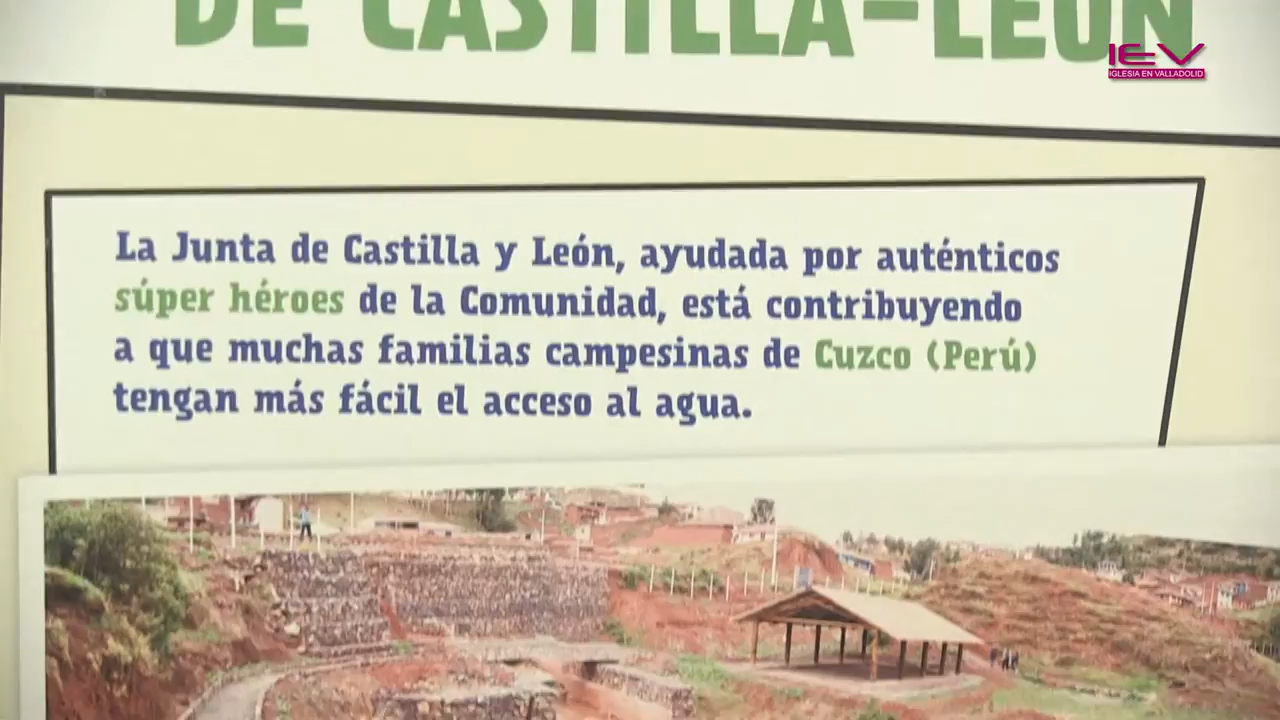 DE CASTILLA-LEÓN
IEV
IGLESIA EN VALLADOLID
La Junta de Castilla y León, ayudada por auténticos
súper héroes de la Comunidad, está contribuyendo
a que muchas familias campesinas de Cuzco (Perú)
tengan más fácil el acceso al agua.